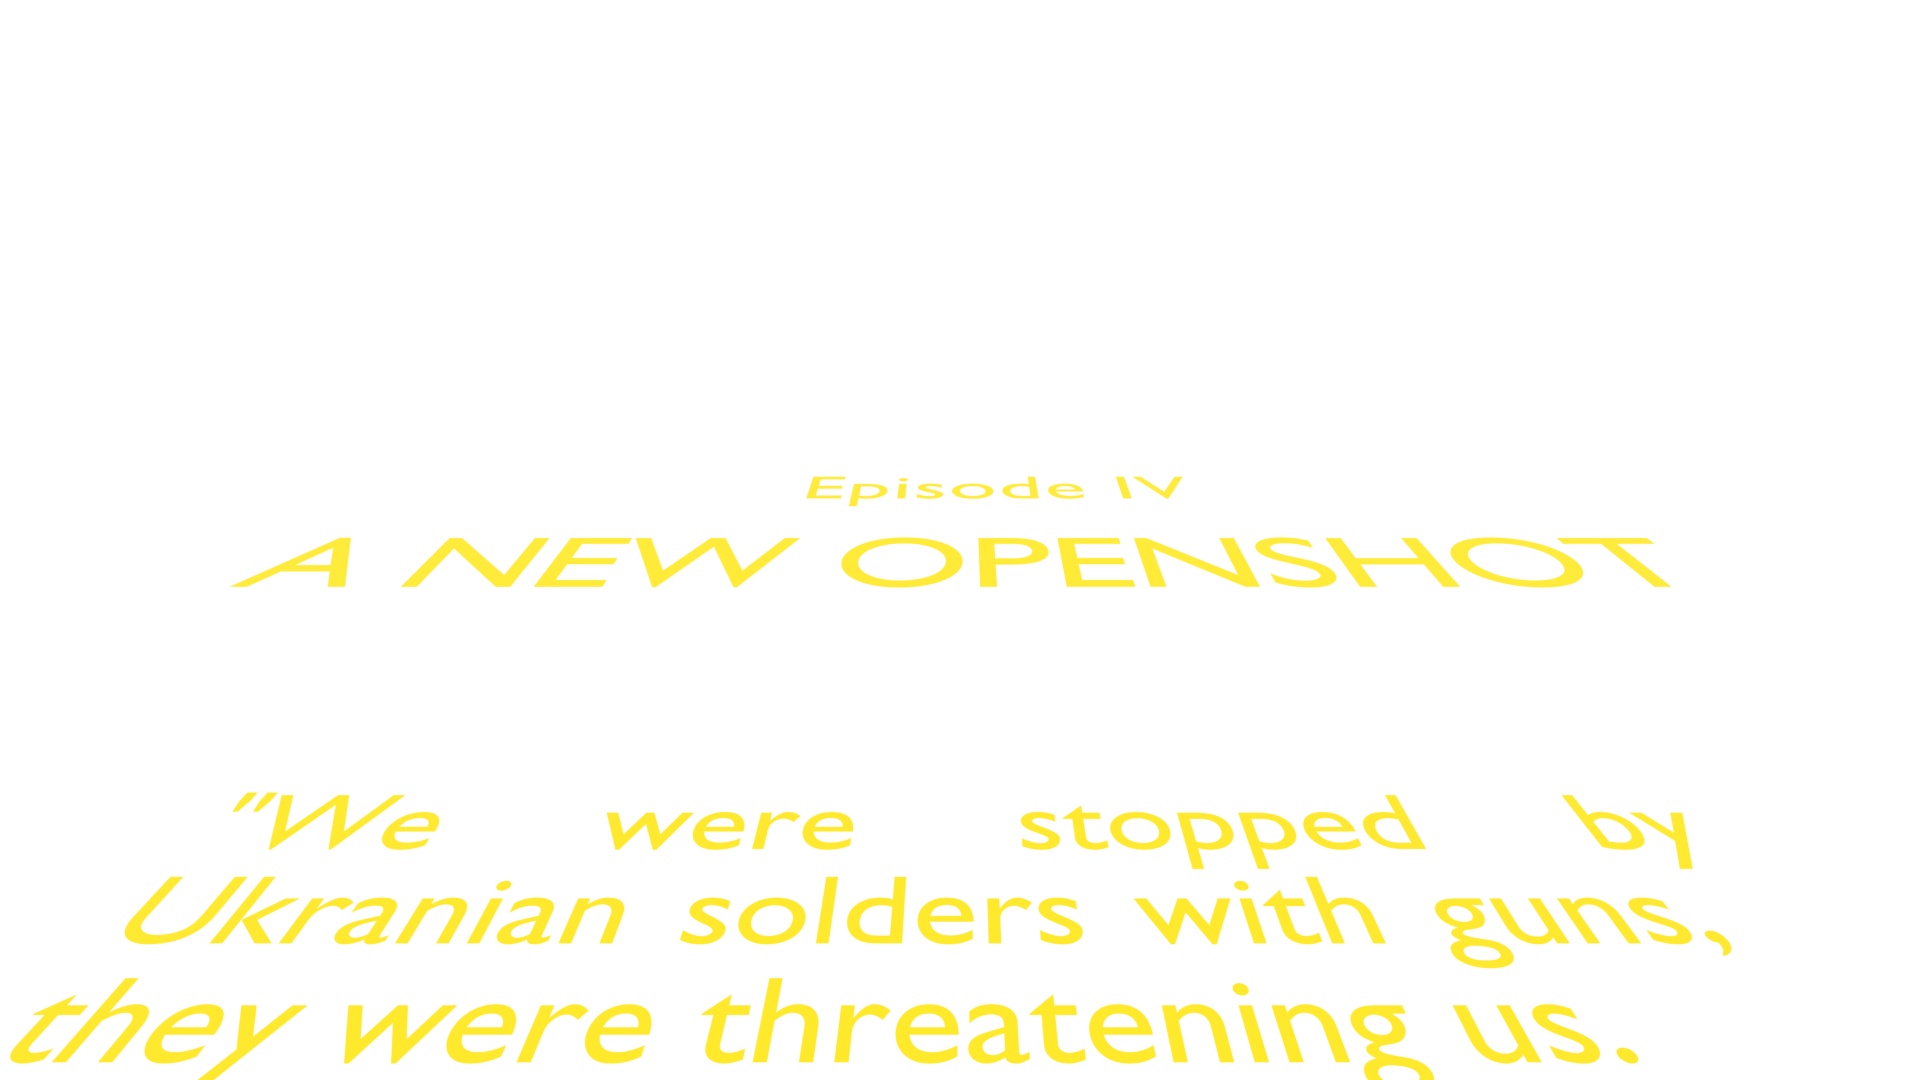 Episode IV
A NEW OPENSHOT
"We were stopped by
Ukranian solders with guns,
they were threatening us.